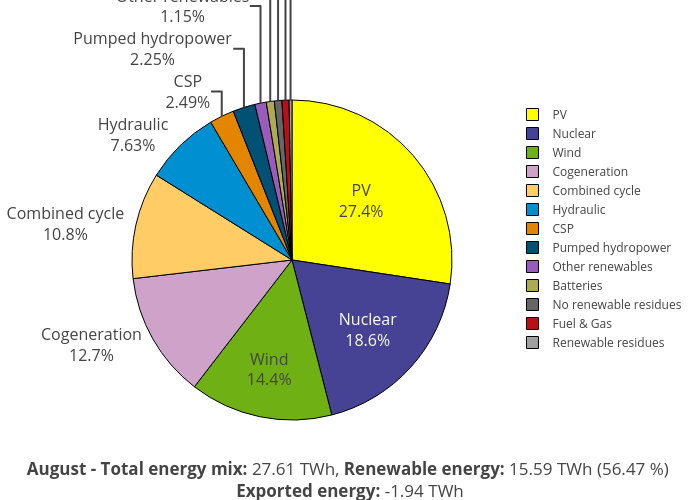 Other renewables
1.15%
Pumped hydropower
2.25%
CSP
2.49%
Hydraulic
7.63%
Combined cycle
10.8%
Cogeneration
12.7%
PV
27.4%
Nuclear
18.6%
Wind
14.4%
PV
Nuclear
Wind
Cogeneration
Combined cycle
Hydraulic
CSP
Pumped hydropower
Other renewables
Batteries
No renewable residues
Fuel & Gas
Renewable residues
August - Total energy mix: 27.61 TWh, Renewable energy: 15.59 TWh (56.47 %)
Exported energy: -1.94 TWh